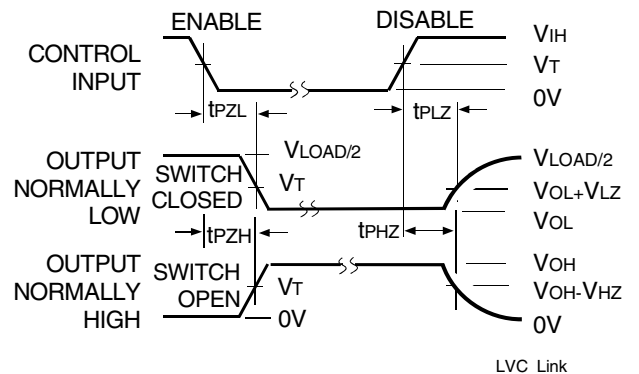 ENABLE
DISABLE
CONTROL
INPUT
VIH
VT
0V
tPZL
tPLZ
OUTPUT
NORMALLY
LOW
SWITCH
CLOSED
VLOAD/2
VT
VLOAD/2
VOL+VLZ
VOL
tPZH
tPHZ
OUTPUT
NORMALLY
HIGH
SWITCH
OPEN
VT
0V
VOH
VOH-VHZ
0V
LVC Link